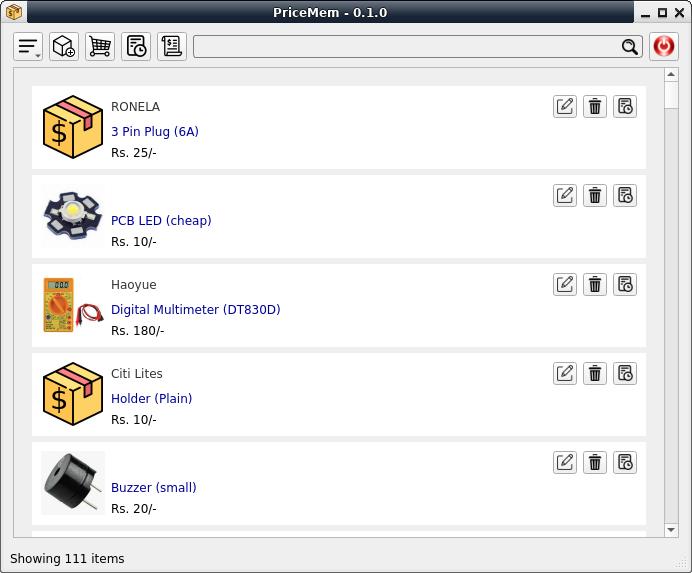 PriceMem - 0.1.0
RONELA
3 Pin Plug (6A)
Rs. 25/-
PCB LED (cheap)
Rs. 10/-
Haoyue
Digital Multimeter (DT830D)
Rs. 180/-
Citi Lites
Holder (Plain)
Rs. 10/-
Buzzer (small)
Rs. 20/-
Showing 111 items